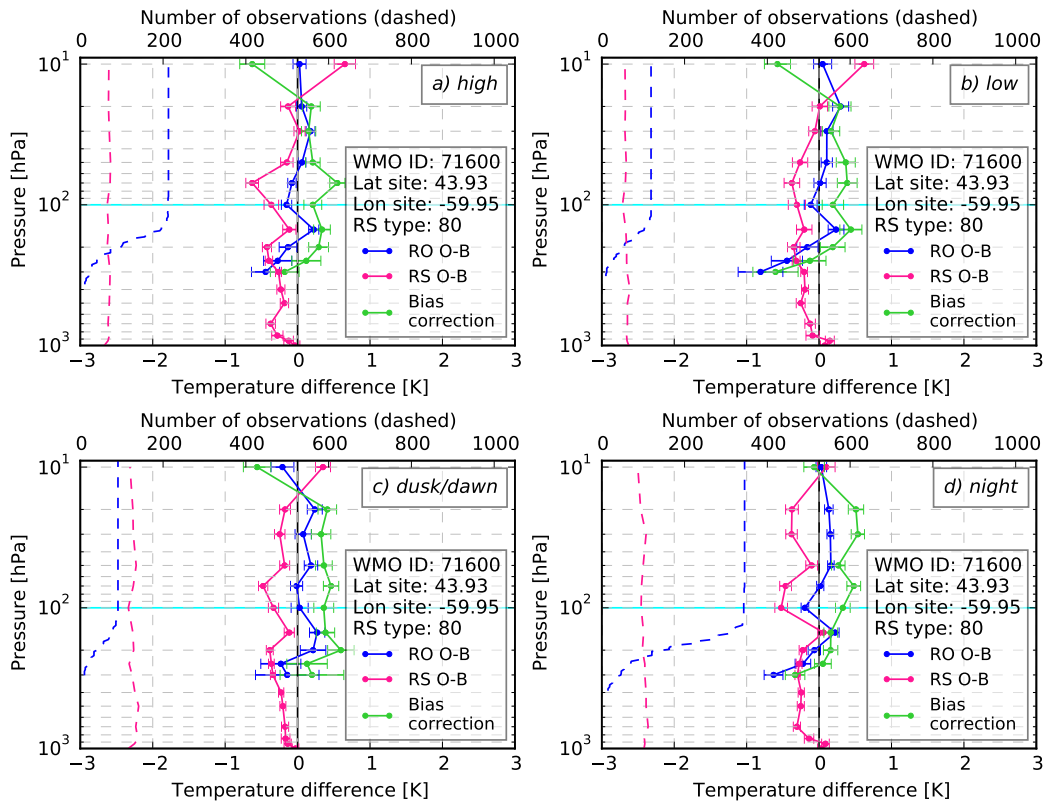 Number of observations (dashed)
0 200 400 600 800 1000
10¹
a) high
Pressure [hPa]
WMO ID: 71600
Lat site: 43.93
10²
Lon site: -59.95
RS type: 80
RO O-B
RS O-B
Bias
correction
10³
−3 −2 −1 0 1 2 3
Temperature difference [K]
Number of observations (dashed)
0 200 400 600 800 1000
10¹
b) low
Pressure [hPa]
WMO ID: 71600
Lat site: 43.93
10²
Lon site: -59.95
RS type: 80
RO O-B
RS O-B
Bias
correction
10³
−3 −2 −1 0 1 2 3
Temperature difference [K]
Number of observations (dashed)
0 200 400 600 800 1000
10¹
c) dusk/dawn
Pressure [hPa]
WMO ID: 71600
Lat site: 43.93
10²
Lon site: -59.95
RS type: 80
RO O-B
RS O-B
Bias
correction
10³
−3 −2 −1 0 1 2 3
Temperature difference [K]
Number of observations (dashed)
0 200 400 600 800 1000
10¹
d) night
Pressure [hPa]
WMO ID: 71600
Lat site: 43.93
10²
Lon site: -59.95
RS type: 80
RO O-B
RS O-B
Bias
correction
10³
−3 −2 −1 0 1 2 3
Temperature difference [K]